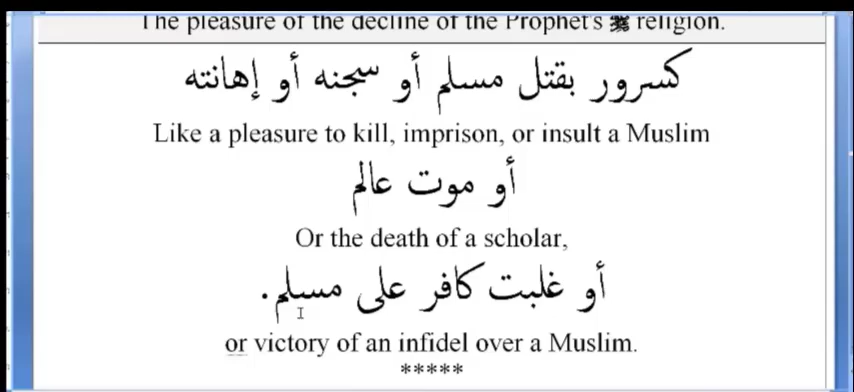 The pleasure of the decline of the Prophet's ﷺ religion.
كسرور بقتل مسلم أو سجنه أو إهانته
Like a pleasure to kill, imprison, or insult a Muslim
أو موت عالم
Or the death of a scholar,
أو غلبت كافر على مسلم.
or victory of an infidel over a Muslim.
*****